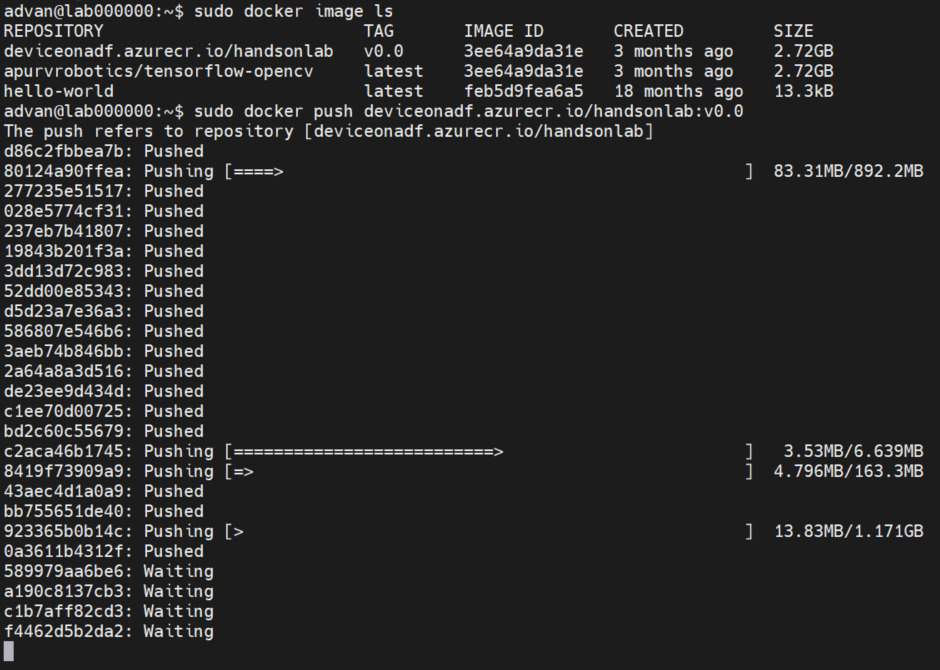 advan@lab000000:~$ sudo docker image ls
REPOSITORY TAG IMAGE ID CREATED SIZE
deviceonadf.azurecr.io/handsonlab v0.0 3ee64a9da31e 3 months ago 2.72GB
apurvrobotics/tensorflow-opencv latest 3ee64a9da31e 3 months ago 2.72GB
hello-world latest feb5d9fea6a5 18 months ago 13.3kB
advan@lab000000:~$ sudo docker push deviceonadf.azurecr.io/handsonlab:v0.0
The push refers to repository [deviceonadf.azurecr.io/handsonlab]
d86c2fbbea7b: Pushed
80124a90ffea: Pushing [====> ] 83.31MB/892.2MB
277235e51517: Pushed
028e5774cf31: Pushed
237eb7b41807: Pushed
19843b201f3a: Pushed
3dd13d72c983: Pushed
52dd00e85343: Pushed
d5d23a7e36a3: Pushed
586807e546b6: Pushed
3aeb74b846bb: Pushed
2a64a8a3d516: Pushed
de23ee9d434d: Pushed
c1ee70d00725: Pushed
bd2c60c55679: Pushed
c2aca46b1745: Pushing [==========================> ] 3.53MB/6.639MB
8419f73909a9: Pushing [=> ] 4.796MB/163.3MB
43aec4d1a0a9: Pushed
bb755651de40: Pushed
923365b0b14c: Pushing [> ] 13.83MB/1.171GB
0a3611b4312f: Pushed
589979aa6be6: Waiting
a190c8137cb3: Waiting
c1b7aff82cd3: Waiting
f4462d5b2da2: Waiting